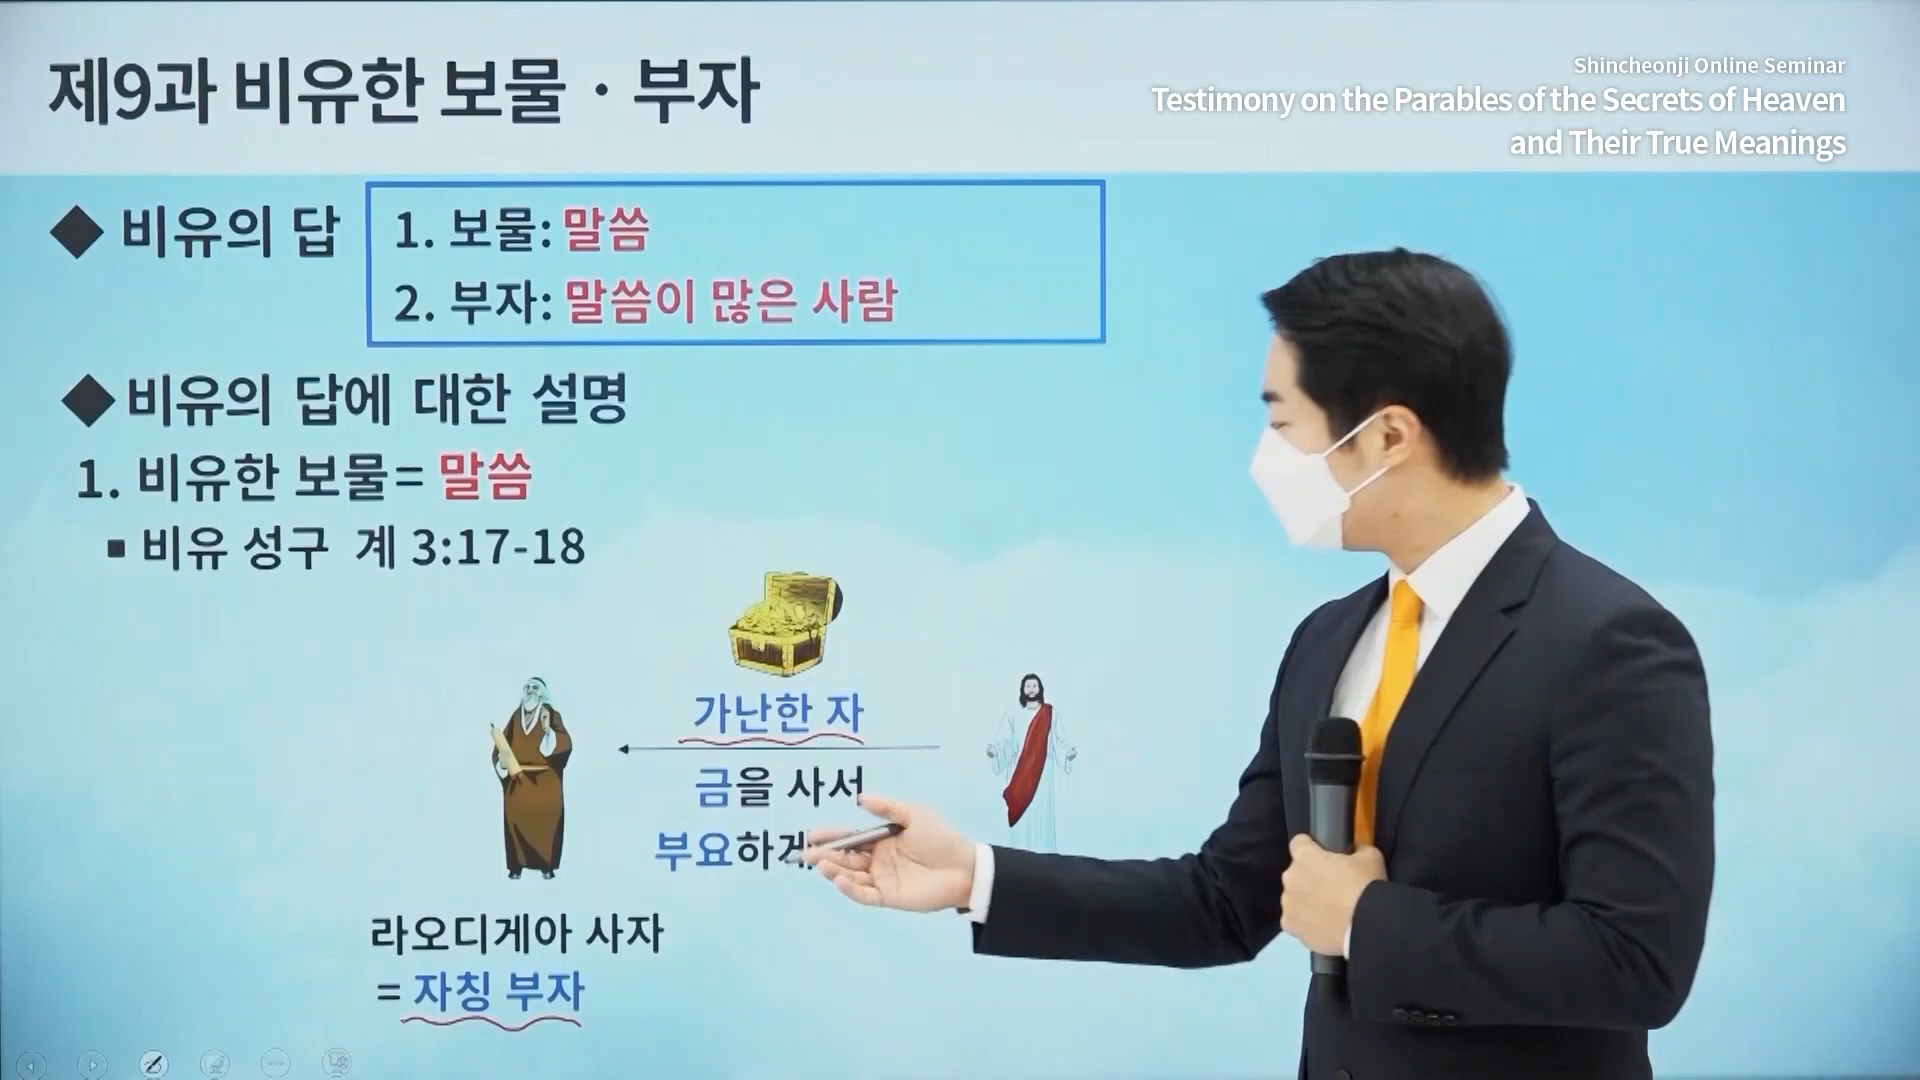 제9과 비유한 보물 · 부자
Shincheonji Online Seminar
Testimony on the Parables of the Secrets of Heaven
and Their True Meanings
◆ 비유의 답
1. 보물: 말씀
2. 부자: 말씀이 많은 사람
◆ 비유의 답에 대한 설명
1. 비유한 보물= 말씀
▪ 비유 성구 계 3:17-18
가난한 자
금을 사서
부요하게
라오디게아 사자
= 자칭 부자